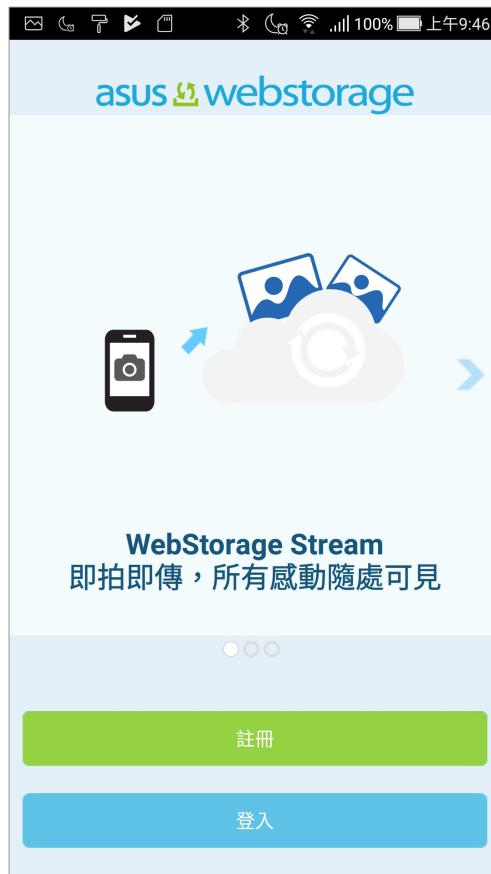 100% 上午9:46
asus webstorage
WebStorage Stream
即拍即傳，所有感動隨處可見
註冊
登入